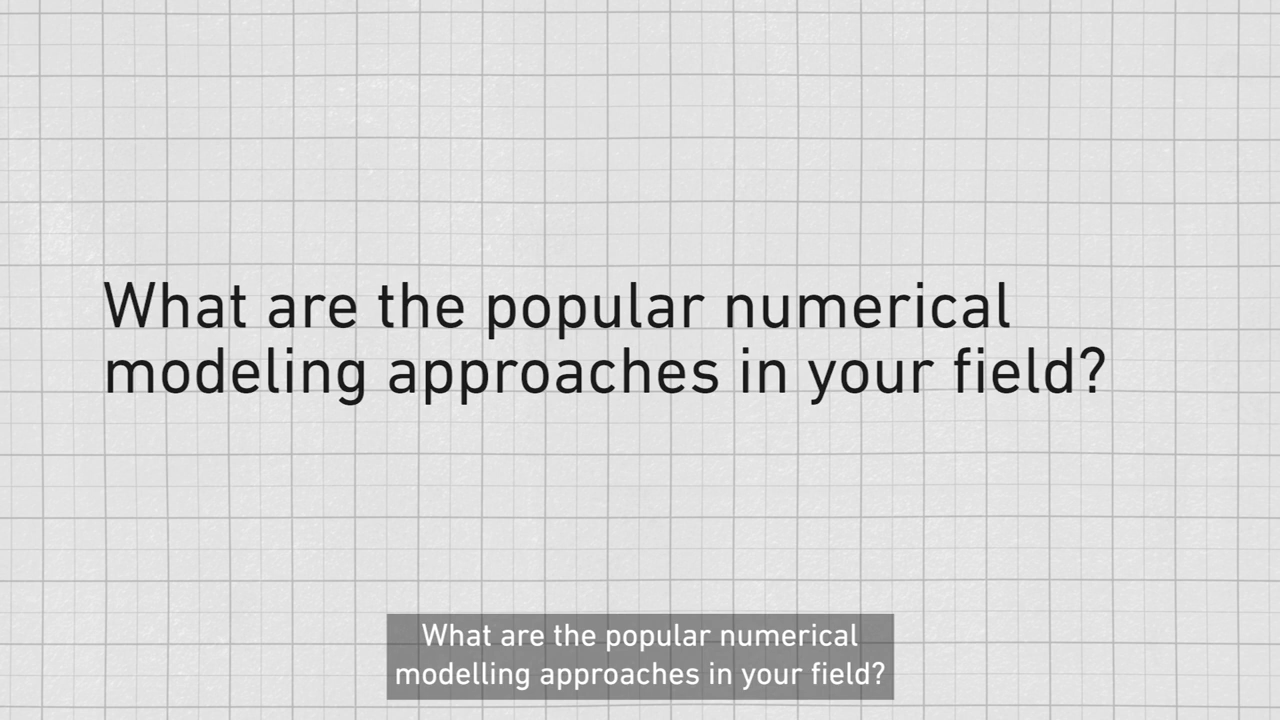 What are the popular numerical
modeling approaches in your field?
What are the popular numerical
modelling approaches in your field?